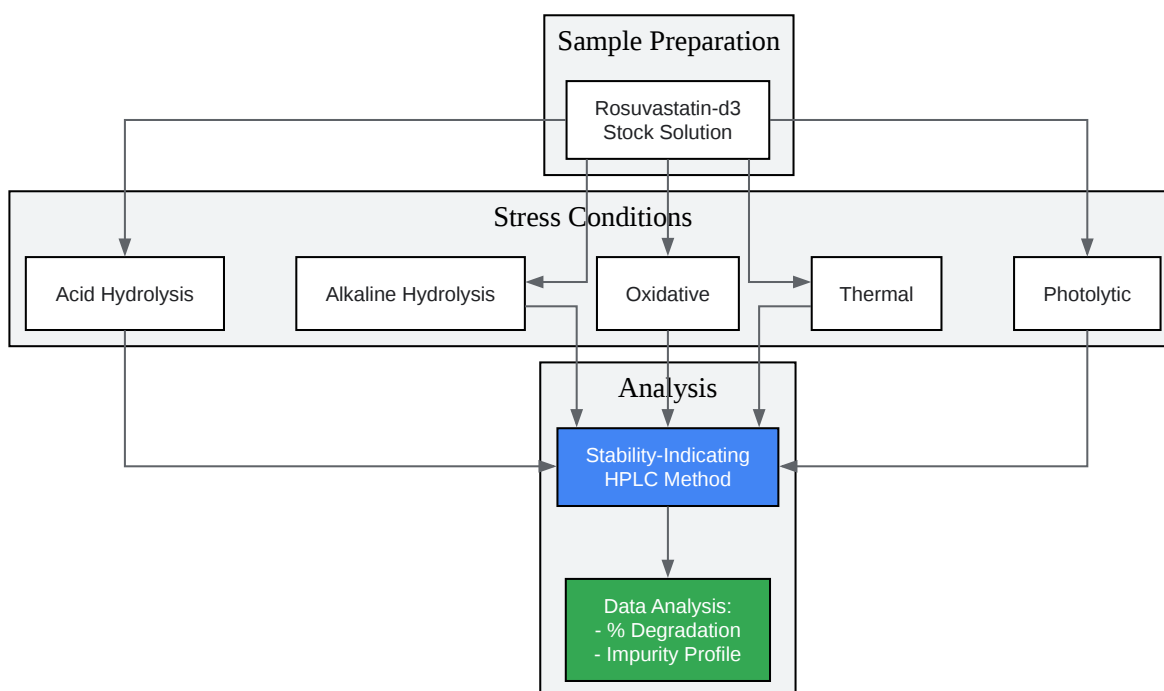 Sample Preparation
Rosuvastatin-d3
Stock Solution
Stress Conditions
Acid Hydrolysis
Alkaline Hydrolysis
Oxidative
Thermal
Photolytic
Analysis
Stability-Indicating
HPLC Method
Data Analysis:
- % Degradation
- Impurity Profile